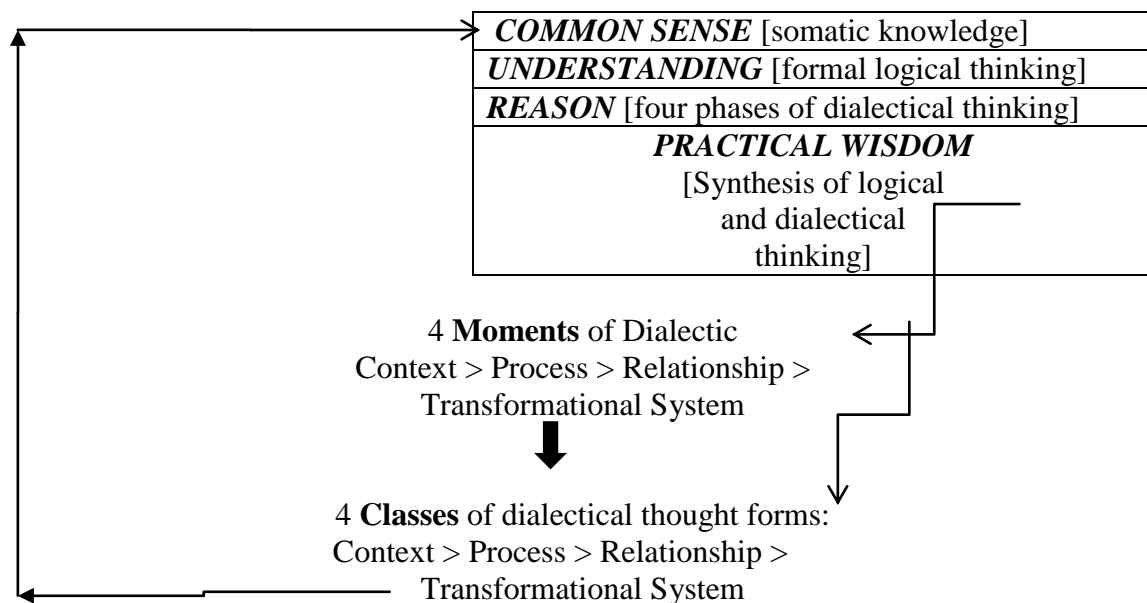 COMMON SENSE [somatic knowledge]
UNDERSTANDING [formal logical thinking]
REASON [four phases of dialectical thinking]
PRACTICAL WISDOM
[Synthesis of logical
and dialectical
thinking]
4 Moments of Dialectic
Context > Process > Relationship >
Transformational System
4 Classes of dialectical thought forms:
Context > Process > Relationship >
Transformational System